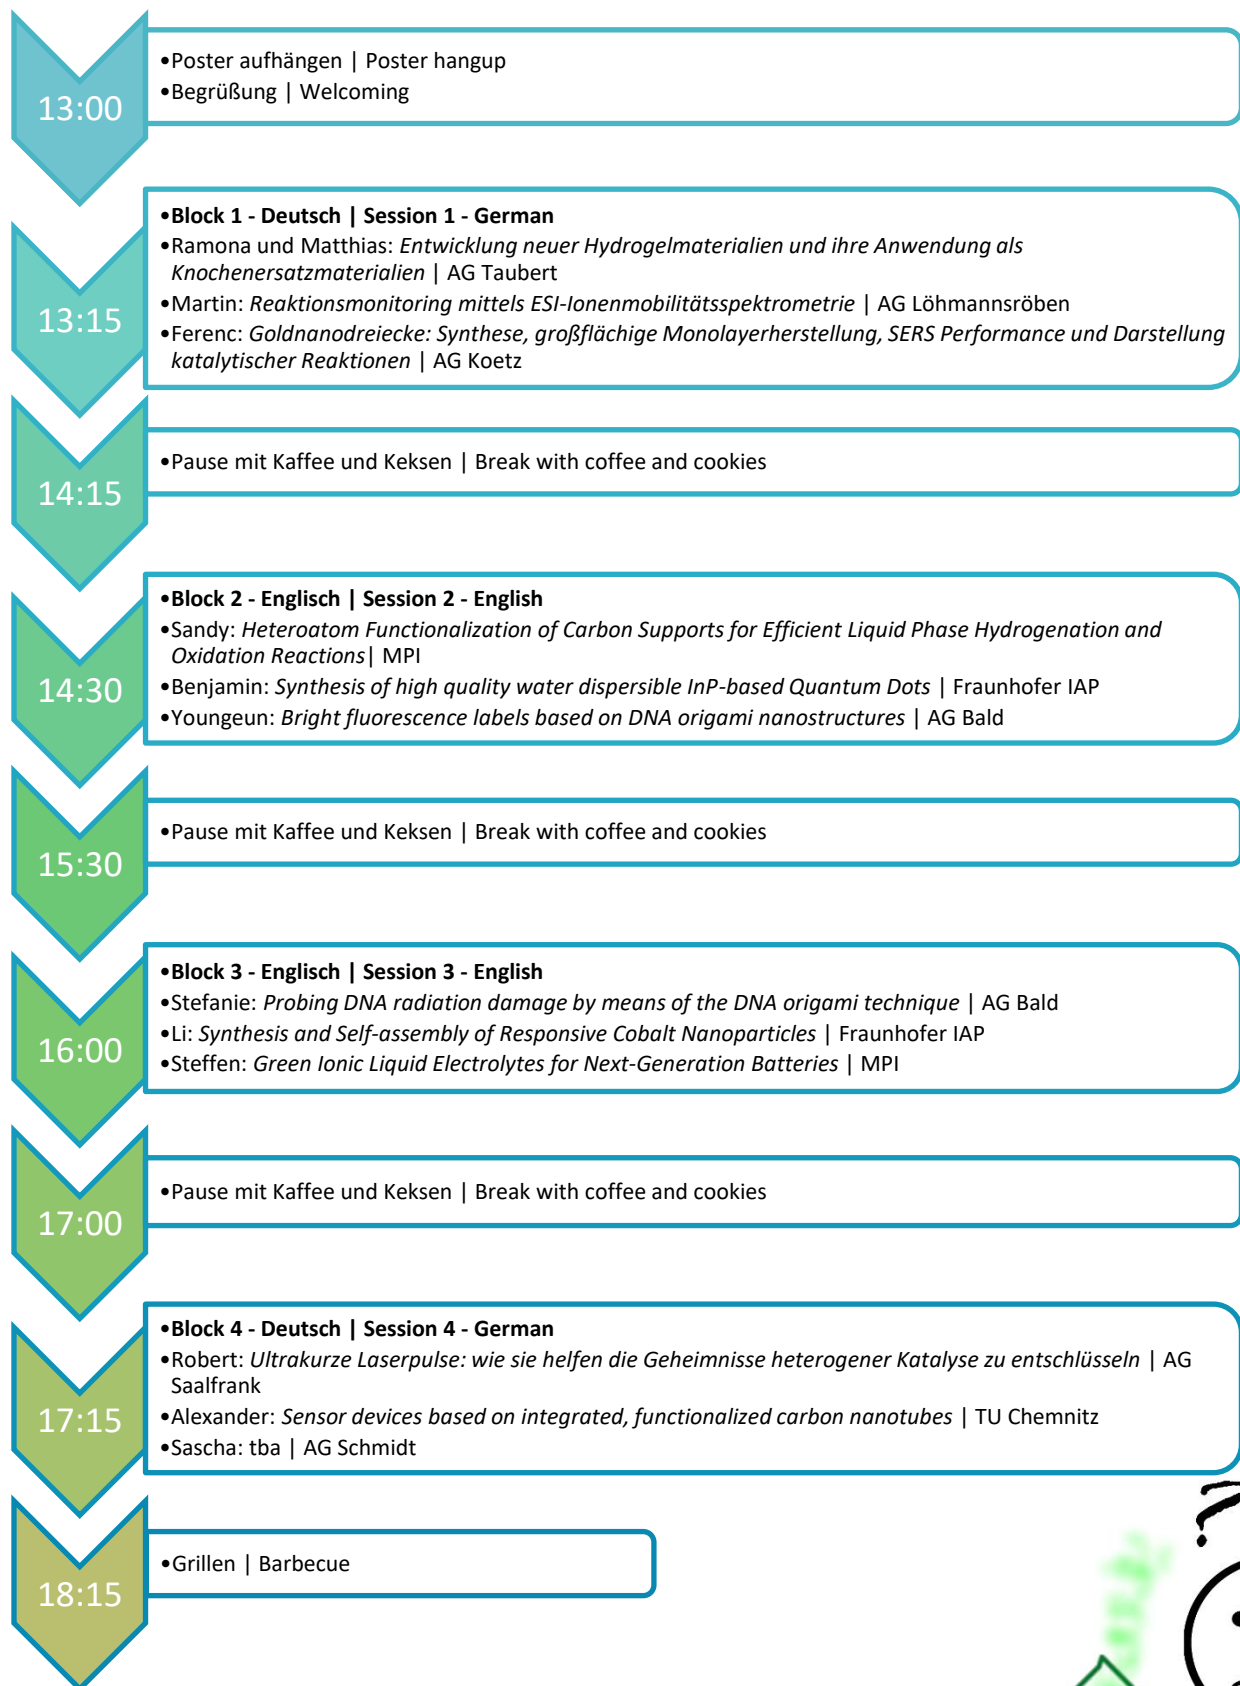 13:00
•Poster aufhängen | Poster hangup
•Begrüßung | Welcoming
13:15
•Block 1 - Deutsch | Session 1 - German
•Ramona und Matthias: Entwicklung neuer Hydrogelmaterialien und ihre Anwendung als
Knochenersatzmaterialien | AG Taubert
•Martin: Reaktionsmonitoring mittels ESI-Ionenmobilitätsspektrometrie | AG Löhmannsröben
•Ferenc: Goldnanodreiecke: Synthese, großflächige Monolayerherstellung, SERS Performance und Darstellung
katalytischer Reaktionen | AG Koetz
14:15
•Pause mit Kaffee und Keksen | Break with coffee and cookies
14:30
•Block 2 - Englisch | Session 2 - English
•Sandy: Heteroatom Functionalization of Carbon Supports for Efficient Liquid Phase Hydrogenation and
Oxidation Reactions| MPI
•Benjamin: Synthesis of high quality water dispersible InP-based Quantum Dots | Fraunhofer IAP
•Youngeun: Bright fluorescence labels based on DNA origami nanostructures | AG Bald
15:30
•Pause mit Kaffee und Keksen | Break with coffee and cookies
16:00
•Block 3 - Englisch | Session 3 - English
•Stefanie: Probing DNA radiation damage by means of the DNA origami technique | AG Bald
•Li: Synthesis and Self-assembly of Responsive Cobalt Nanoparticles | Fraunhofer IAP
•Steffen: Green Ionic Liquid Electrolytes for Next-Generation Batteries | MPI
17:00
•Pause mit Kaffee und Keksen | Break with coffee and cookies
17:15
•Block 4 - Deutsch | Session 4 - German
•Robert: Ultrakurze Laserpulse: wie sie helfen die Geheimnisse heterogener Katalyse zu entschlüsseln | AG
Saalfrank
•Alexander: Sensor devices based on integrated, functionalized carbon nanotubes | TU Chemnitz
•Sascha: tba | AG Schmidt
18:15
•Grillen | Barbecue